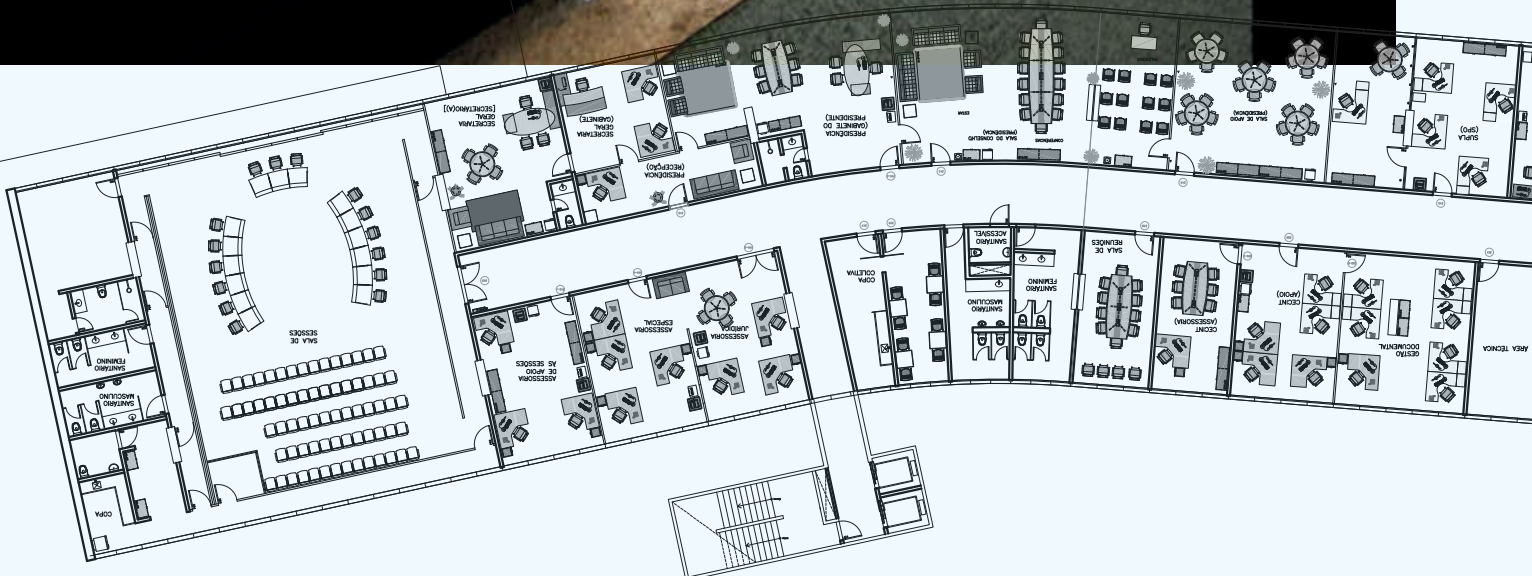 SECRETARIA
GERAL
[SECRETÁRIO(A)]
SECRETARIA
GERAL
(GABINETE)
PRESIDÊNCIA
(RECEPÇÃO)
PRESIDÊNCIA
(GABINETE DO
PRESIDENTE)
ESTAR
SALA DO CONSELHO
(PRESIDÊNCIA)
CONFERÊNCIAS
SALA DE APOIO
(PRESIDÊNCIA)
SUPLA
(SPO)
SALA DE
SESSÕES
SANITÁRIO
FEMININO
SANITÁRIO
MASCULINO
COPA
ASSESSORIA
DE APOIO
ÀS SESSÕES
ASSESSORIA
ESPECIAL
ASSESSORIA
JURÍDICA
COPA
COLETIVA
SANITÁRIO
ACESSÍVEL
SANITÁRIO
MASCULINO
SANITÁRIO
FEMININO
SALA DE
REUNIÕES
CECINT
(ASSESSORIA)
CECINT
(APOIO)
GESTÃO
DOCUMENTAL
ÁREA TÉCNICA